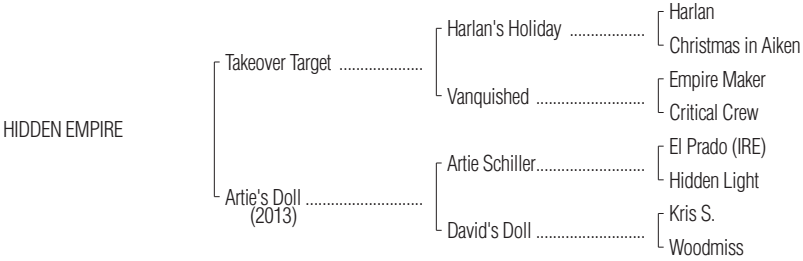 Harlan
Harlan's Holiday ....................
Christmas in Aiken
Takeover Target ......................
Empire Maker
Vanquished ............................
Critical Crew
HIDDEN EMPIRE
El Prado (IRE)
Artie Schiller............................
Hidden Light
Artie's Doll ..............................
(2013)
Kris S.
David's Doll ............................
Woodmiss